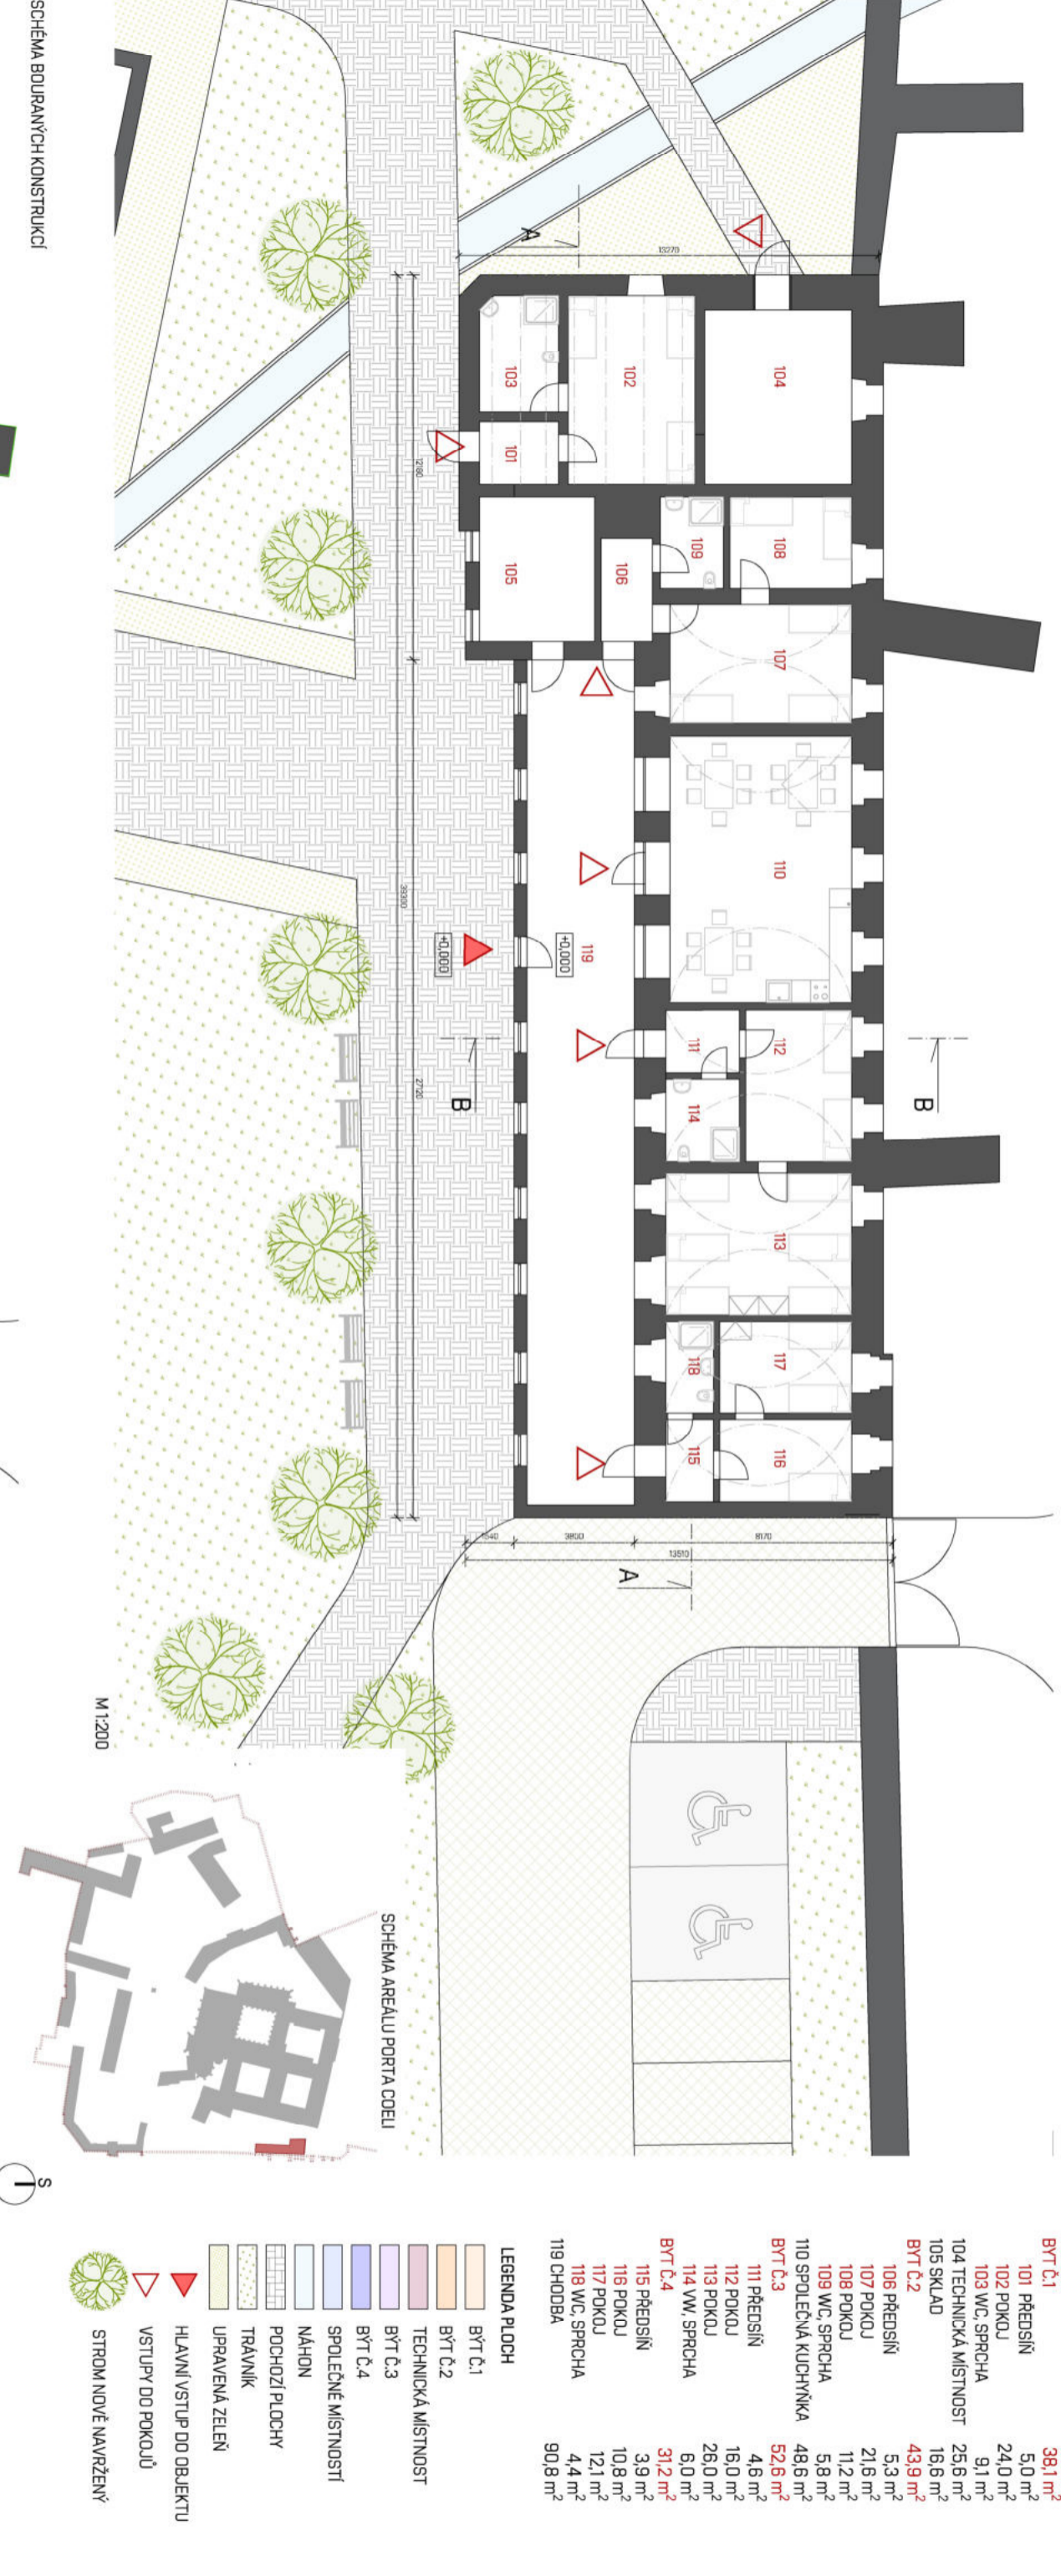 SCHÉMA BOURANÝCH KONSTRUKCÍ
A
13270
103
102
104
101
12180
105
106
109
108
107
110
39300
+0,000
+0,000
119
2720
B
B
111
112
114
113
118
117
115
116
1540
3800
8170
13510
A
M 1:200
SCHÉMA AREÁLU PORTA COELI
S
BYT Č.1 38,1 m²
101 PŘEDSÍŇ 5,0 m²
102 POKOJ 24,0 m²
103 WC, SPRCHA 9,1 m²
104 TECHNICKÁ MÍSTNOST 25,6 m²
105 SKLAD 16,6 m²
BYT Č.2 43,9 m²
106 PŘEDSÍŇ 5,3 m²
107 POKOJ 21,6 m²
108 POKOJ 11,2 m²
109 WC, SPRCHA 5,8 m²
110 SPOLEČNÁ KUCHYŇKA 48,6 m²
BYT Č.3 52,6 m²
111 PŘEDSÍŇ 4,6 m²
112 POKOJ 16,0 m²
113 POKOJ 26,0 m²
114 VW, SPRCHA 6,0 m²
BYT Č.4 31,2 m²
115 PŘEDSÍŇ 3,9 m²
116 POKOJ 10,8 m²
117 POKOJ 12,1 m²
118 WC, SPRCHA 4,4 m²
119 CHODBA 90,8 m²
LEGENDA PLOCH
BYT Č.1
BYT Č.2
TECHNICKÁ MÍSTNOST
BYT Č.3
BYT Č.4
SPOLEČNÉ MÍSTNOSTÍ
NÁHON
POCHOZÍ PLOCHY
TRÁVNÍK
UPRAVENÁ ZELEŇ
HLAVNÍ VSTUP DO OBJEKTU
VSTUPY DO POKOJŮ
STROM NOVĚ NAVRŽENÝ